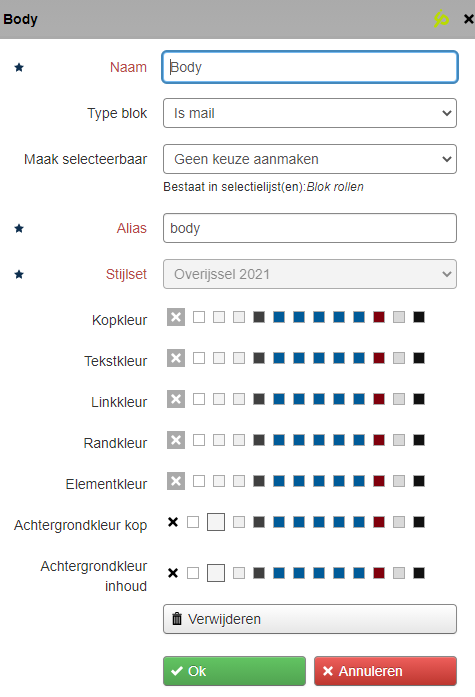 Body
Naam
Body
Type blok
Is mail
Maak selecteerbaar
Geen keuze aanmaken
Bestaat in selectielijst(en):Blok rollen
Alias
body
Stijlset
Overijssel 2021
Kopkleur
Tekstkleur
Linkkleur
Randkleur
Elementkleur
Achtergrondkleur kop
Achtergrondkleur
inhoud
Verwijderen
Ok
Annuleren